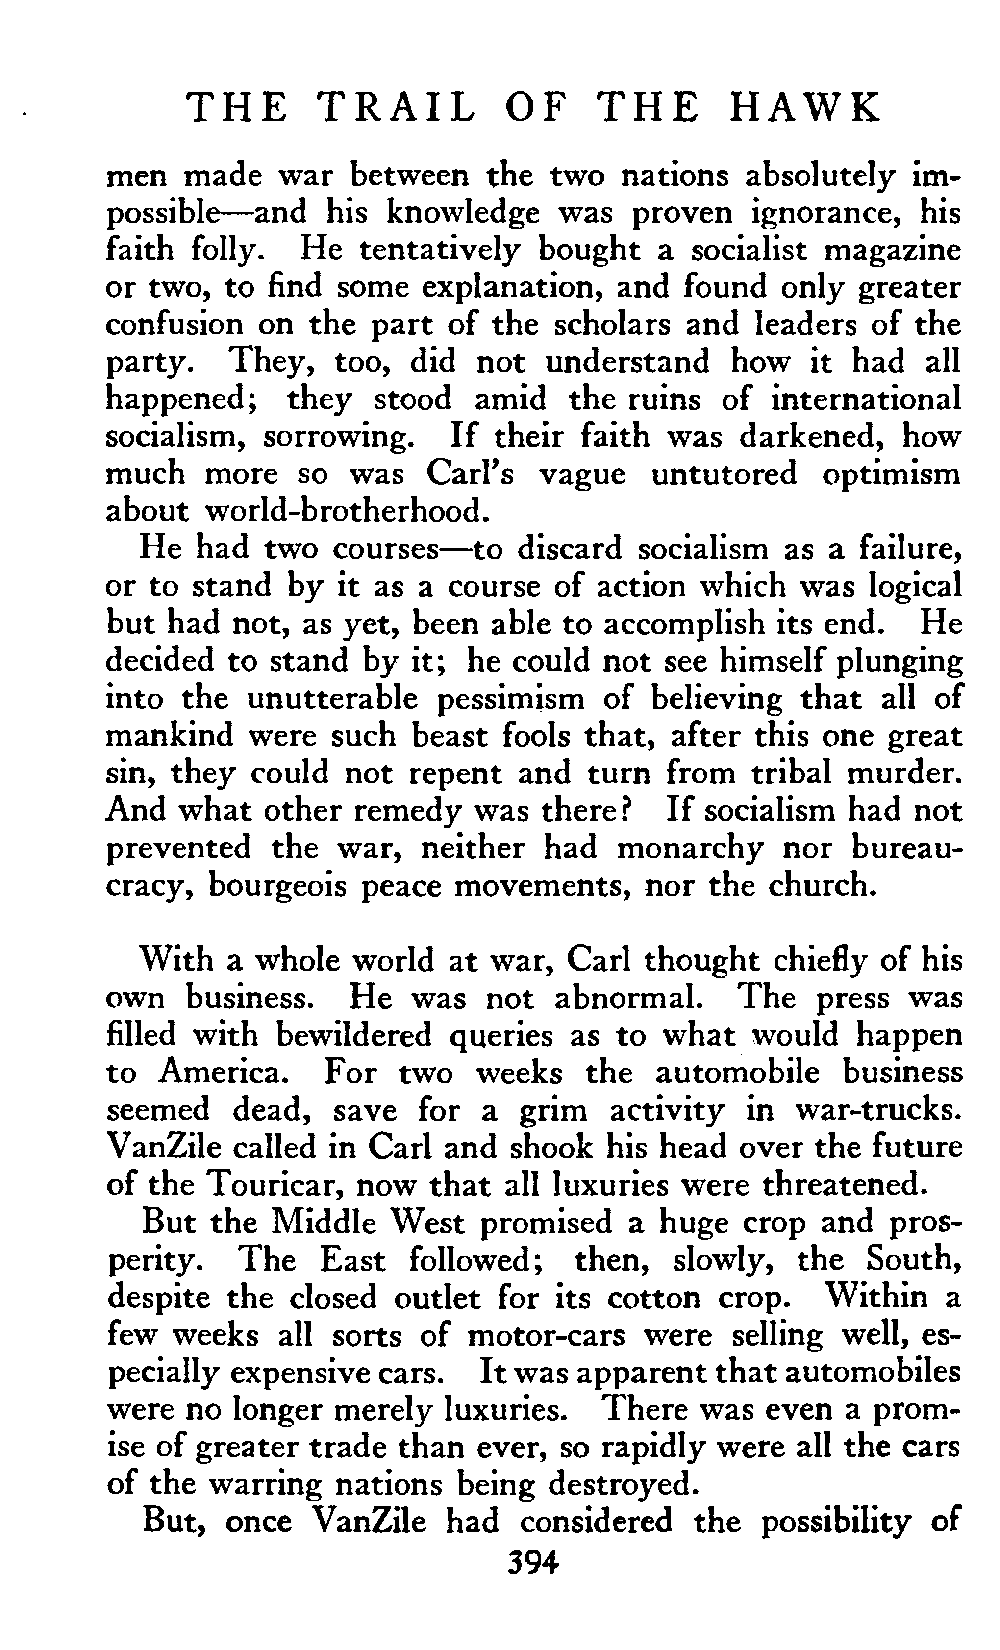 THE TRAIL OF THE HAWK
men made war between the two nations absolutely im-
possible—and his knowledge was proven ignorance, his
faith folly. He tentatively bought a socialist magazine
or two, to find some explanation, and found only greater
confusion on the part of the scholars and leaders of the
party. They, too, did not understand how it had all
happened; they stood amid the ruins of international
socialism, sorrowing. If their faith was darkened, how
much more so was Carl's vague untutored optimism
about world-brotherhood.
He had two courses—to discard socialism as a failure,
or to stand by it as a course of action which was logical
but had not, as yet, been able to accomplish its end. He
decided to stand by it; he could not see himself plunging
into the unutterable pessimism of believing that all of
mankind were such beast fools that, after this one great
sin, they could not repent and turn from tribal murder.
And what other remedy was there? If socialism had not
prevented the war, neither had monarchy nor bureau-
cracy, bourgeois peace movements, nor the church.
With a whole world at war, Carl thought chiefly of his
own business. He was not abnormal. The press was
filled with bewildered queries as to what would happen
to America. For two weeks the automobile business
seemed dead, save for a grim activity in war-trucks.
VanZile called in Carl and shook his head over the future
of the Touricar, now that all luxuries were threatened.
But the Middle West promised a huge crop and pros-
perity. The East followed; then, slowly, the South,
despite the closed outlet for its cotton crop. Within a
few weeks all sorts of motor-cars were selling well, es-
pecially expensive cars. It was apparent that automobiles
were no longer merely luxuries. There was even a prom-
ise of greater trade than ever, so rapidly were all the cars
of the warring nations being destroyed.
But, once VanZile had considered the possibility of
394